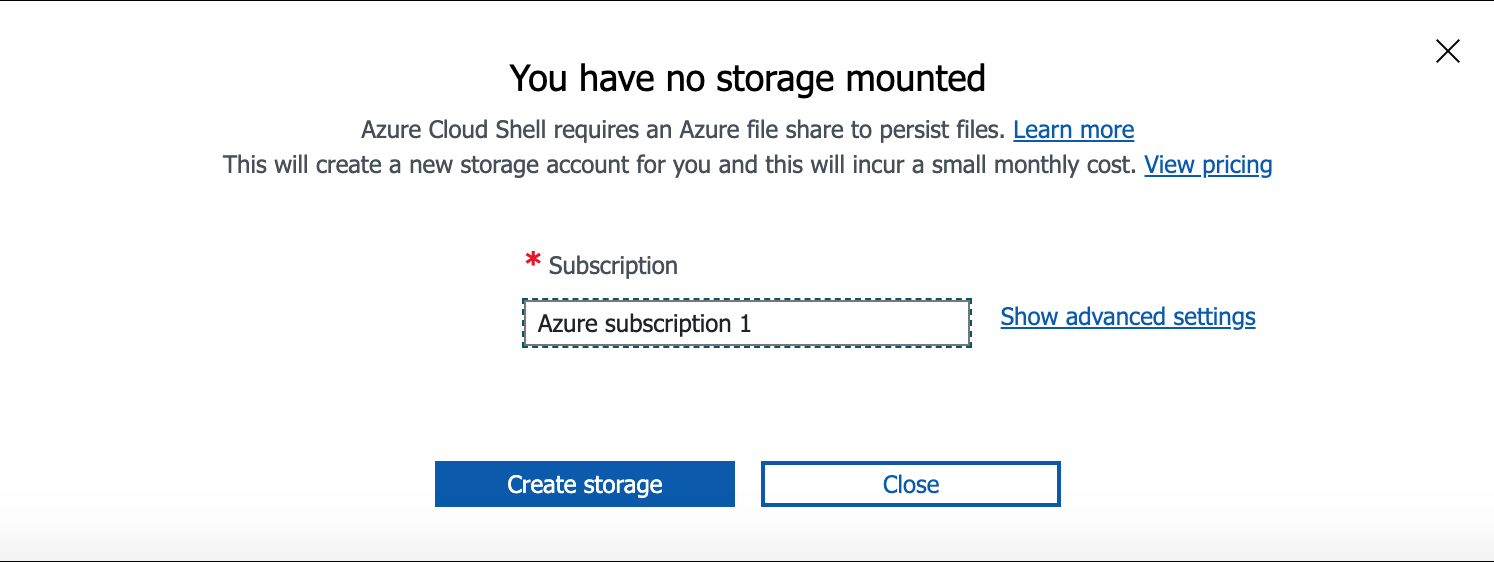 You have no storage mounted
Azure Cloud Shell requires an Azure file share to persist files. Learn more
This will create a new storage account for you and this will incur a small monthly cost. View pricing
* Subscription
Azure subscription 1
Show advanced settings
Create storage
Close